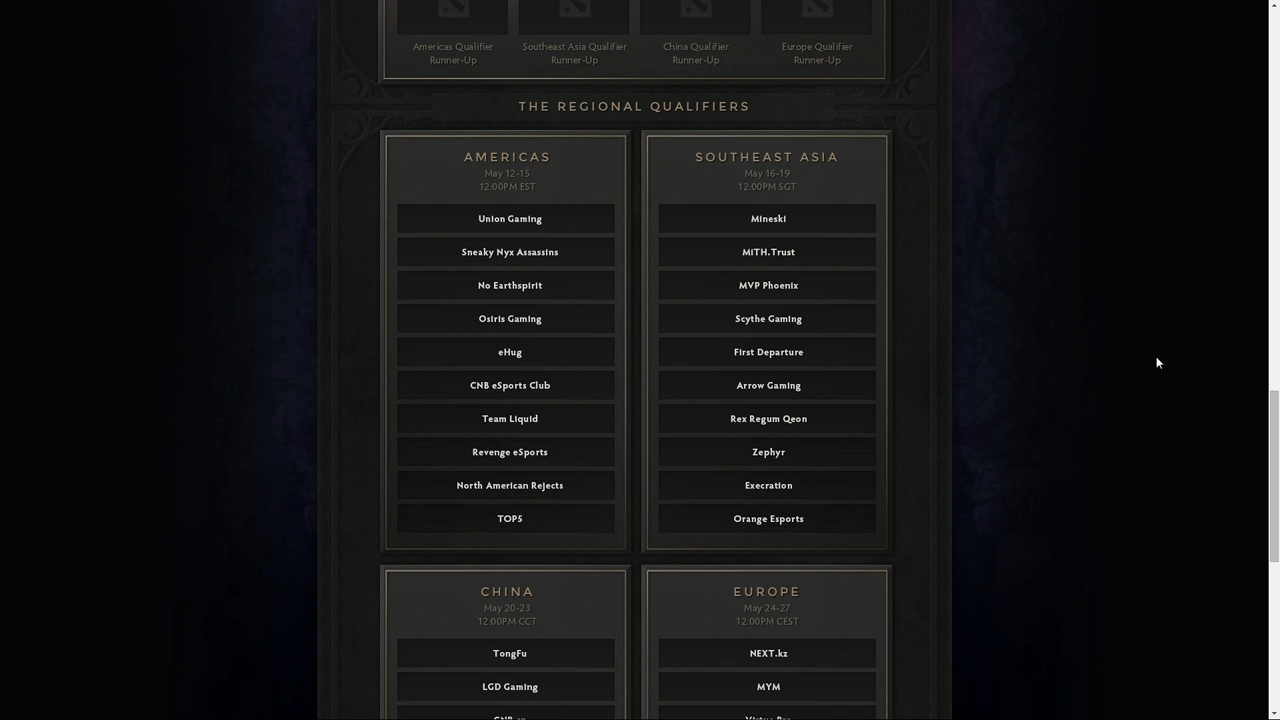 Americas Qualifier
Runner-Up
Southeast Asia Qualifier
Runner-Up
China Qualifier
Runner-Up
Europe Qualifier
Runner-Up
THE REGIONAL QUALIFIERS
AMERICAS
May 12-15
12:00PM EST
Union Gaming
Sneaky Nyx Assassins
No Earthspirit
Osiris Gaming
eHug
CNB eSports Club
Team Liquid
Revenge eSports
North American Rejects
TOP5
SOUTHEAST ASIA
May 16-19
12:00PM SGT
Mineski
MiTH.Trust
MVP Phoenix
Scythe Gaming
First Departure
Arrow Gaming
Rex Regum Qeon
Zephyr
Execration
Orange Esports
CHINA
May 20-23
12:00PM CCT
TongFu
LGD Gaming
EUROPE
May 24-27
12:00PM CEST
NEXT.kz
MYM